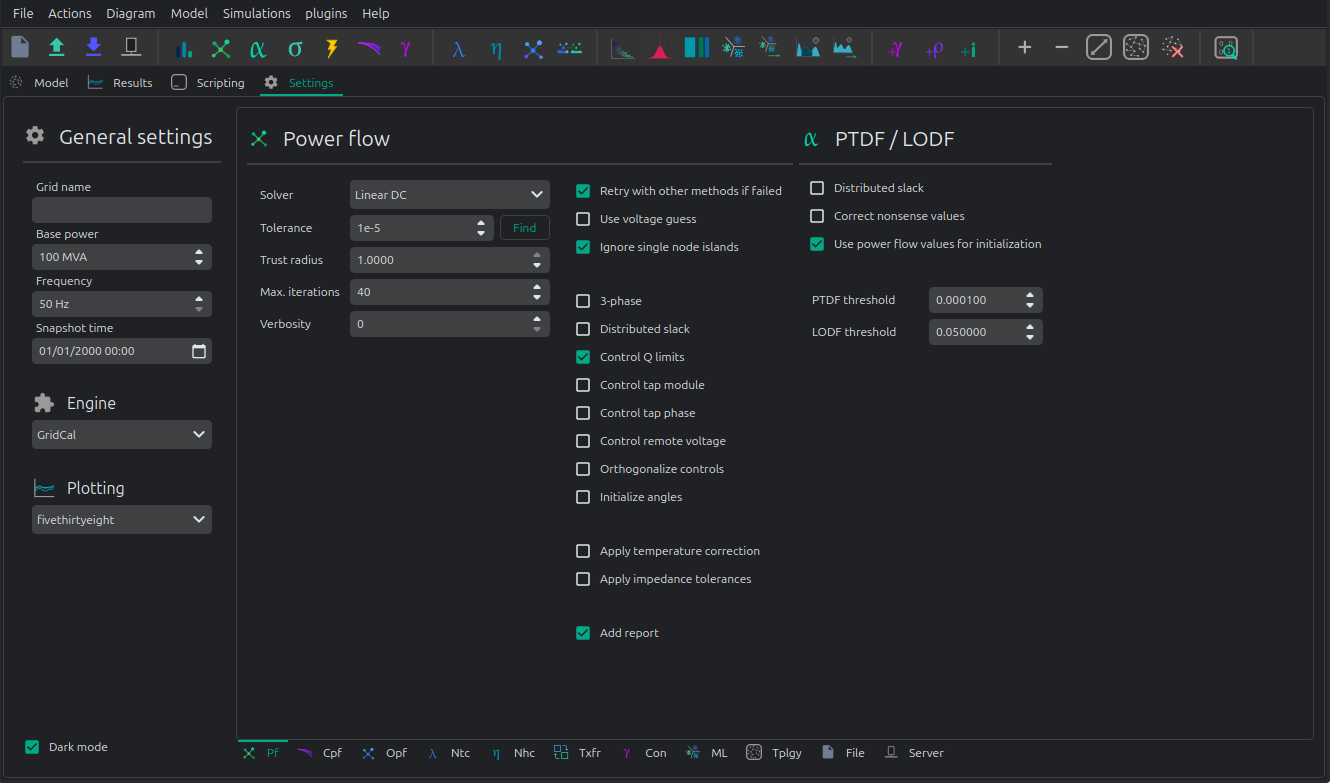 File Actions Diagram Model Simulations plugins Help
α σ γ λ η +γ +ρ +i
Model Results Scripting Settings
General settings
Grid name
Base power
100 MVA
Frequency
50 Hz
Snapshot time
01/01/2000 00:00
Engine
GridCal
Plotting
fivethirtyeight
Dark mode
Power flow
Solver Linear DC
Tolerance 1e-5 Find
Trust radius 1.0000
Max. iterations 40
Verbosity 0
Retry with other methods if failed
Use voltage guess
Ignore single node islands
3-phase
Distributed slack
Control Q limits
Control tap module
Control tap phase
Control remote voltage
Orthogonalize controls
Initialize angles
Apply temperature correction
Apply impedance tolerances
Add report
α PTDF / LODF
Distributed slack
Correct nonsense values
Use power flow values for initialization
PTDF threshold 0.000100
LODF threshold 0.050000
Pf Cpf Opf λ Ntc η Nhc Txfr γ Con ML Tplgy File Server